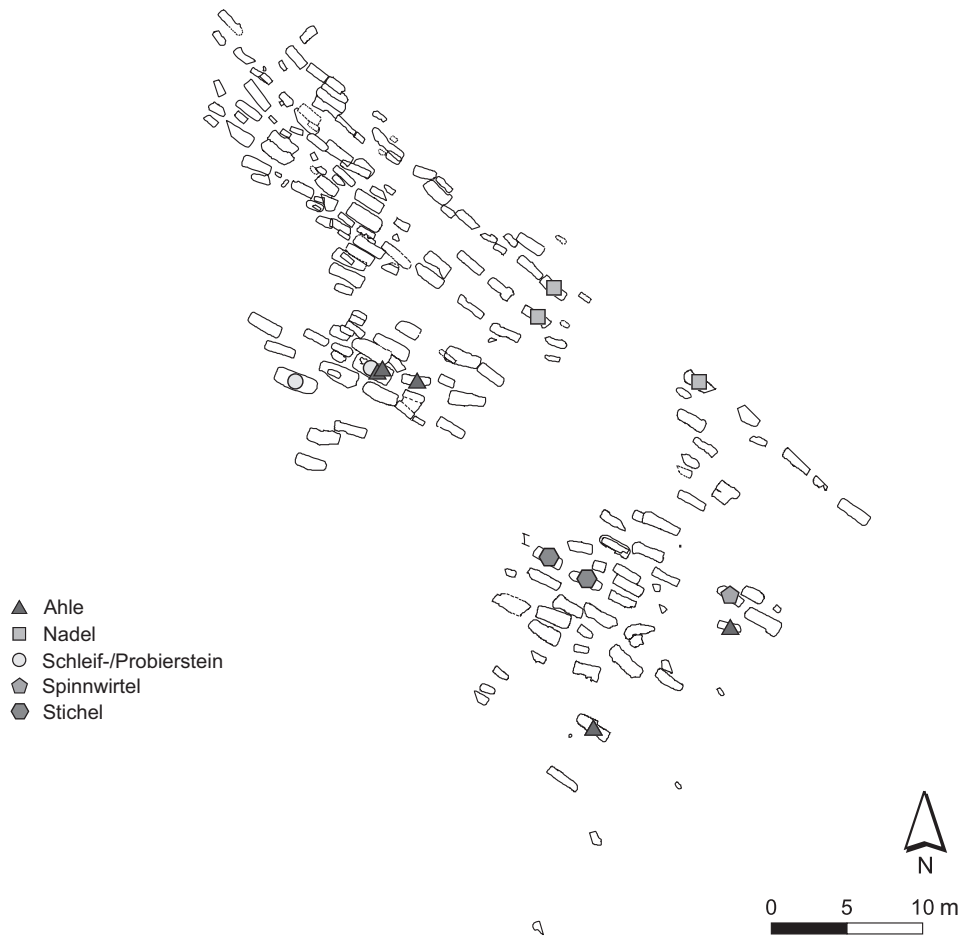 Ahle
Nadel
Schleif-/Probierstein
Spinnwirtel
Stichel
N
0 5 10 m